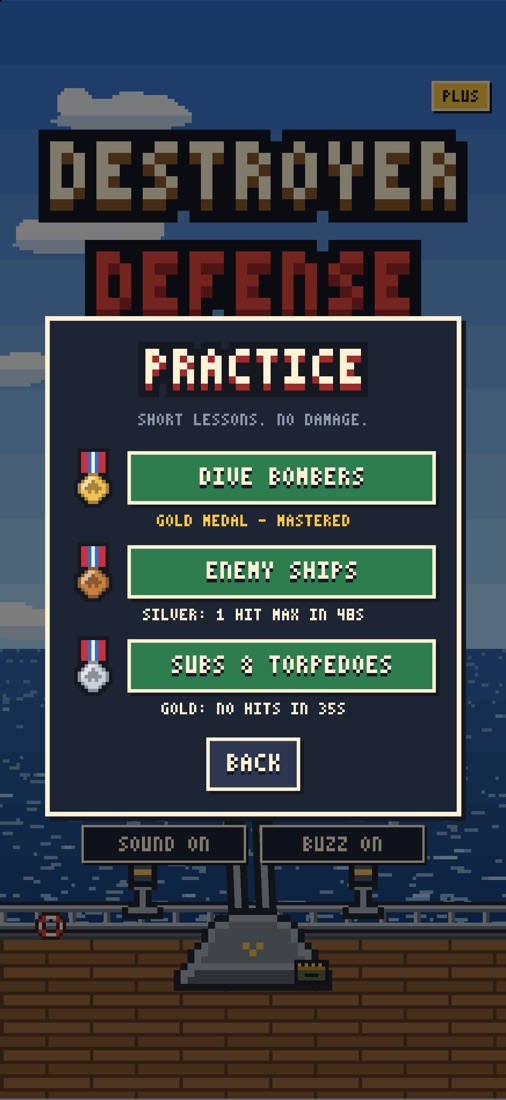 PLUS
DESTROYER
DEFENSE
PRACTICE
SHORT LESSONS. NO DAMAGE.
DIVE BOMBERS
GOLD MEDAL - MASTERED
ENEMY SHIPS
SILVER: 1 HIT MAX IN 48S
SUBS & TORPEDOES
GOLD: NO HITS IN 35S
BACK
SOUND ON
BUZZ ON